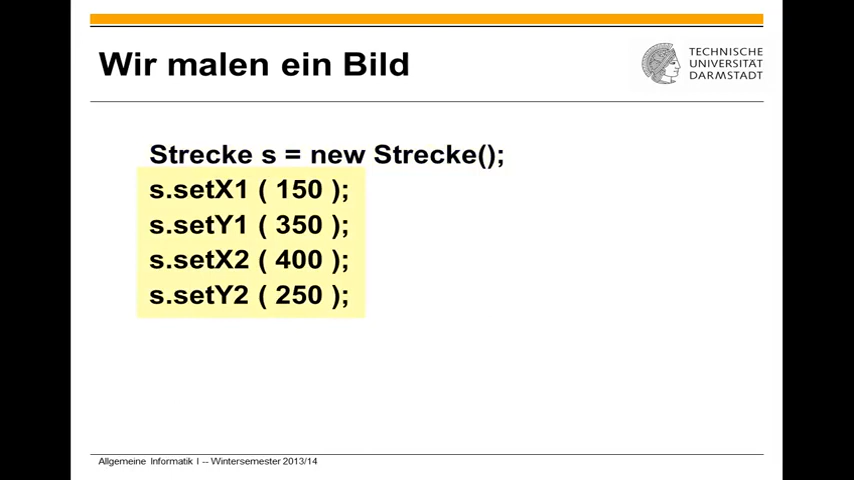 Wir malen ein Bild
TECHNISCHE
UNIVERSITÄT
DARMSTADT
Strecke s = new Strecke();
s.setX1 ( 150 );
s.setY1 ( 350 );
s.setX2 ( 400 );
s.setY2 ( 250 );
Allgemeine Informatik I -- Wintersemester 2013/14